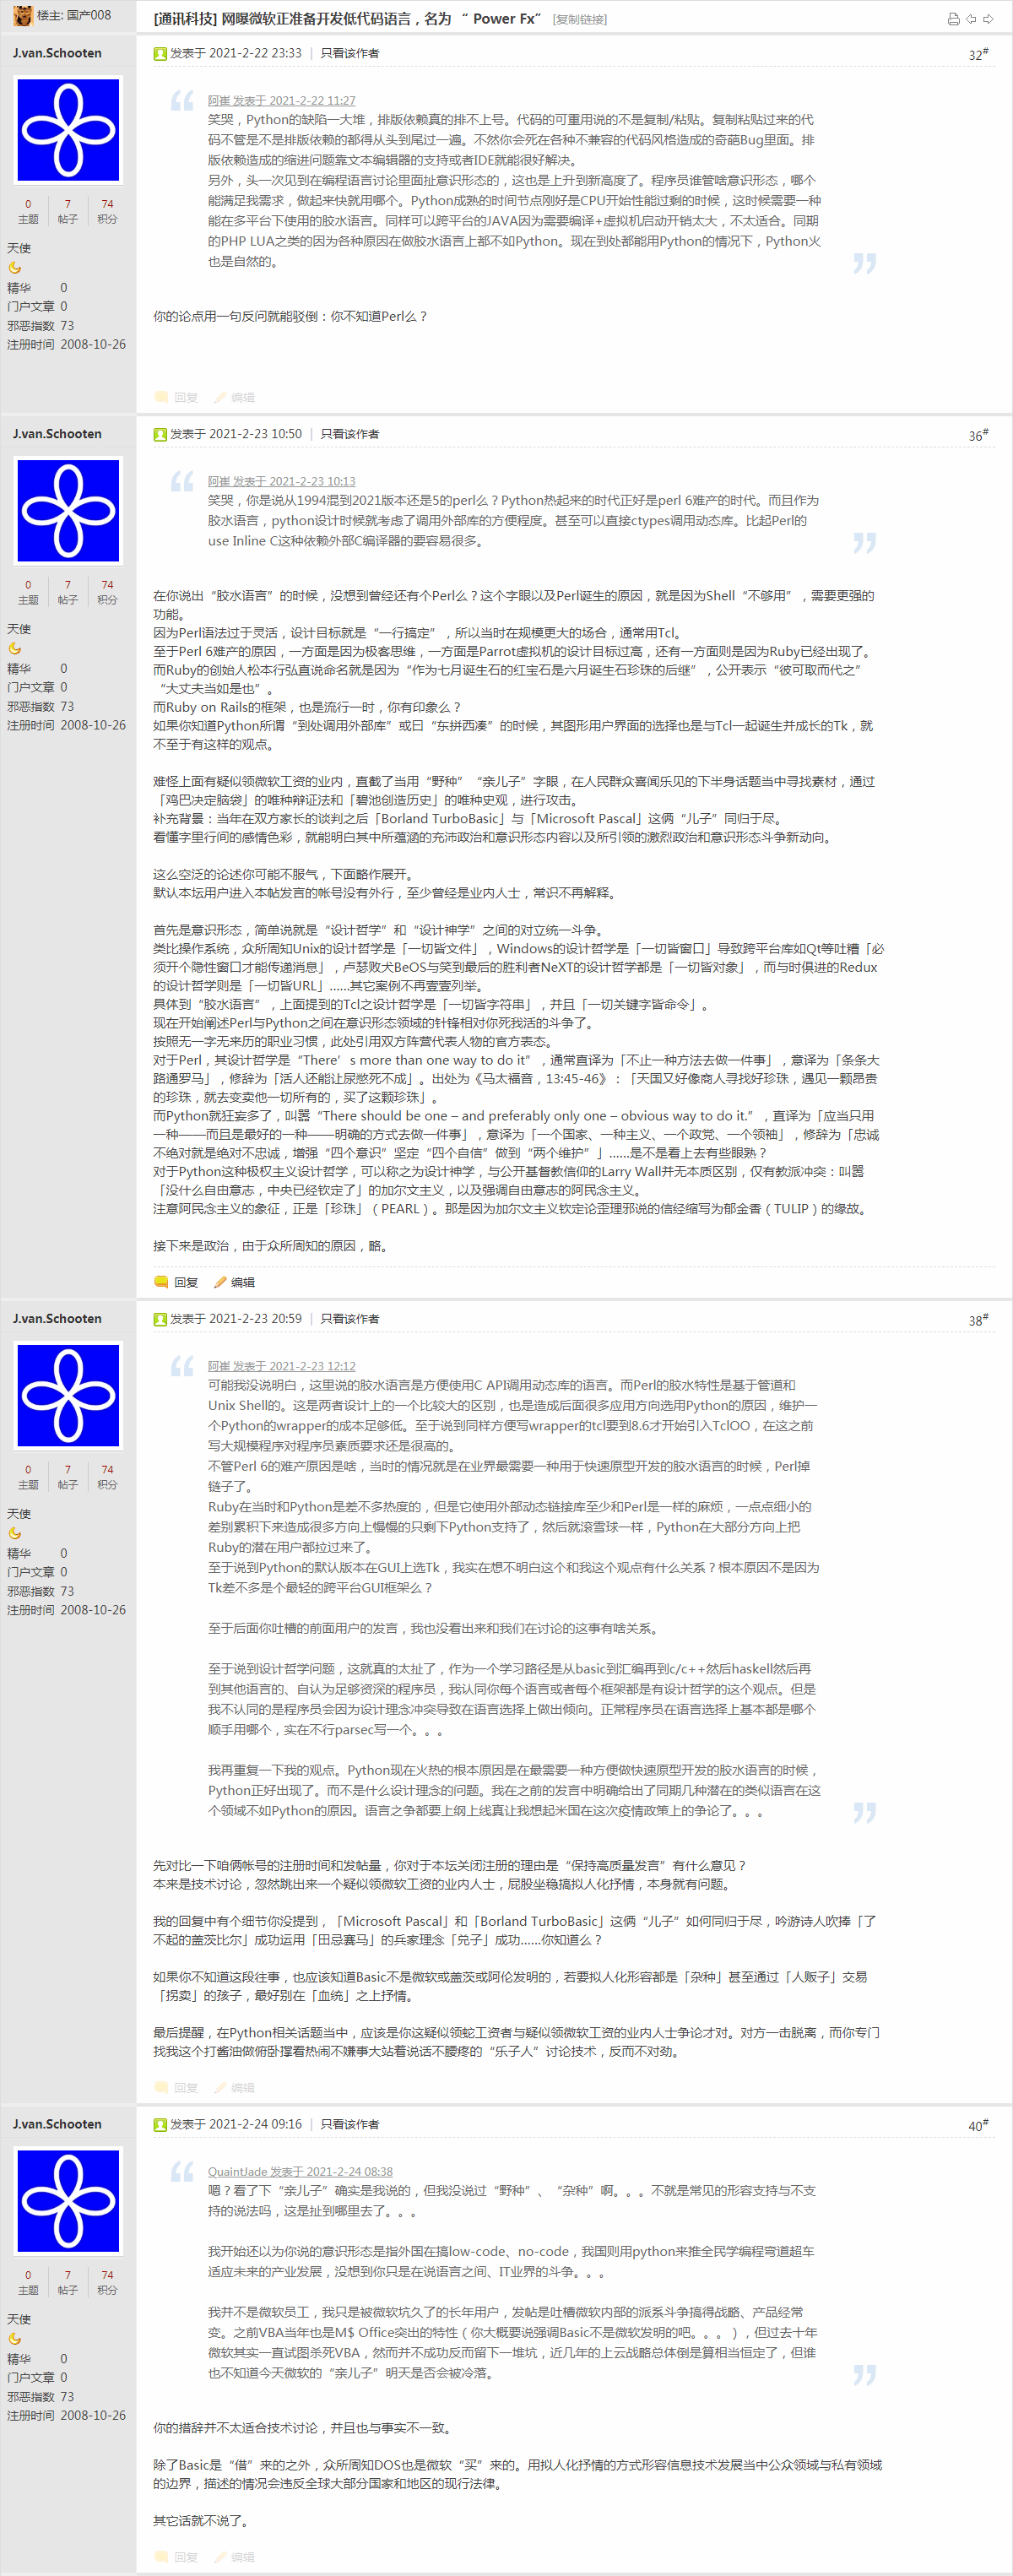 楼主: 国产008
[通讯科技] 网曝微软正准备开发低代码语言，名为 “ Power Fx” [复制链接]
J.van.Schooten
发表于 2021-2-22 23:33 | 只看该作者
32#
阿崔 发表于 2021-2-22 11:27
笑哭，Python的缺陷一大堆，排版依赖真的排不上号。代码的可重用说的不是复制/粘贴。复制粘贴过来的代
码不管是不是排版依赖的都得从头到尾过一遍。不然你会死在各种不兼容的代码风格造成的奇葩Bug里面。排
版依赖造成的缩进问题靠文本编辑器的支持或者IDE就能很好解决。
另外，头一次见到在编程语言讨论里面扯意识形态的，这也是上升到新高度了。程序员谁管啥意识形态，哪个
能满足我需求，做起来快就用哪个。Python成熟的时间节点刚好是CPU开始性能过剩的时候，这时候需要一种
能在多平台下使用的胶水语言。同样可以跨平台的JAVA因为需要编译+虚拟机启动开销太大，不太适合。同期
的PHP LUA之类的因为各种原因在做胶水语言上都不如Python。现在到处都能用Python的情况下，Python火
也是自然的。
你的论点用一句反问就能驳倒：你不知道Perl么？
0 7 74
主题 帖子 积分
天使
精华 0
门户文章 0
邪恶指数 73
注册时间 2008-10-26
回复 编辑
J.van.Schooten
发表于 2021-2-23 10:50 | 只看该作者
36#
阿崔 发表于 2021-2-23 10:13
笑哭，你是说从1994混到2021版本还是5的perl么？Python热起来的时代正好是perl 6难产的时代。而且作为
胶水语言，python设计时候就考虑了调用外部库的方便程度。甚至可以直接ctypes调用动态库。比起Perl的
use Inline C这种依赖外部C编译器的要容易很多。
0 7 74
主题 帖子 积分
天使
精华 0
门户文章 0
邪恶指数 73
注册时间 2008-10-26
在你说出“胶水语言”的时候，没想到曾经还有个Perl么？这个字眼以及Perl诞生的原因，就是因为Shell“不够用”，需要更强的
功能。
因为Perl语法过于灵活，设计目标就是“一行搞定”，所以当时在规模更大的场合，通常用Tcl。
至于Perl 6难产的原因，一方面是因为极客思维，一方面是Parrot虚拟机的设计目标过高，还有一方面则是因为Ruby已经出现了。
而Ruby的创始人松本行弘直说命名就是因为“作为七月诞生石的红宝石是六月诞生石珍珠的后继”，公开表示“彼可取而代之”
“大丈夫当如是也”。
而Ruby on Rails的框架，也是流行一时，你有印象么？
如果你知道Python所谓“到处调用外部库”或曰“东拼西凑”的时候，其图形用户界面的选择也是与Tcl一起诞生并成长的Tk，就
不至于有这样的观点。
难怪上面有疑似领微软工资的业内，直截了当用“野种”“亲儿子”字眼，在人民群众喜闻乐见的下半身话题当中寻找素材，通过
「鸡巴决定脑袋」的唯种辩证法和「碧池创造历史」的唯种史观，进行攻击。
补充背景：当年在双方家长的谈判之后「Borland TurboBasic」与「Microsoft Pascal」这俩“儿子”同归于尽。
看懂字里行间的感情色彩，就能明白其中所蕴涵的充沛政治和意识形态内容以及所引领的激烈政治和意识形态斗争新动向。
这么空泛的论述你可能不服气，下面略作展开。
默认本坛用户进入本帖发言的帐号没有外行，至少曾经是业内人士，常识不再解释。
首先是意识形态，简单说就是“设计哲学”和“设计神学”之间的对立统一斗争。
类比操作系统，众所周知Unix的设计哲学是「一切皆文件」，Windows的设计哲学是「一切皆窗口」导致跨平台库如Qt等吐糟「必
须开个隐性窗口才能传递消息」，卢瑟败犬BeOS与笑到最后的胜利者NeXT的设计哲学都是「一切皆对象」，而与时俱进的Redux
的设计哲学则是「一切皆URL」……其它案例不再壹壹列举。
具体到“胶水语言”，上面提到的Tcl之设计哲学是「一切皆字符串」，并且「一切关键字皆命令」。
现在开始阐述Perl与Python之间在意识形态领域的针锋相对你死我活的斗争了。
按照无一字无来历的职业习惯，此处引用双方阵营代表人物的官方表态。
对于Perl，其设计哲学是“There’s more than one way to do it”，通常直译为「不止一种方法去做一件事」，意译为「条条大
路通罗马」，修辞为「活人还能让尿憋死不成」。出处为《马太福音，13:45-46》：「天国又好像商人寻找好珍珠，遇见一颗昂贵
的珍珠，就去变卖他一切所有的，买了这颗珍珠」。
而Python就狂妄多了，叫嚣“There should be one – and preferably only one – obvious way to do it.”，直译为「应当只用
一种——而且是最好的一种——明确的方式去做一件事」，意译为「一个国家、一种主义、一个政党、一个领袖」，修辞为「忠诚
不绝对就是绝对不忠诚，增强“四个意识”坚定“四个自信”做到“两个维护”」……是不是看上去有些眼熟？
对于Python这种极权主义设计哲学，可以称之为设计神学，与公开基督教信仰的Larry Wall并无本质区别，仅有教派冲突：叫嚣
「没什么自由意志，中央已经钦定了」的加尔文主义，以及强调自由意志的阿民念主义。
注意阿民念主义的象征，正是「珍珠」（PEARL）。那是因为加尔文主义钦定论歪理邪说的信经缩写为郁金香（TULIP）的缘故。
接下来是政治，由于众所周知的原因，略。
回复 编辑
J.van.Schooten
发表于 2021-2-23 20:59 | 只看该作者
38#
阿崔 发表于 2021-2-23 12:12
可能我没说明白，这里说的胶水语言是方便使用C API调用动态库的语言。而Perl的胶水特性是基于管道和
Unix Shell的。这是两者设计上的一个比较大的区别，也是造成后面很多应用方向选用Python的原因，维护一
个Python的wrapper的成本足够低。至于说到同样方便写wrapper的tcl要到8.6才开始引入TclOO，在这之前
写大规模程序对程序员素质要求还是很高的。
不管Perl 6的难产原因是啥，当时的情况就是在业界最需要一种用于快速原型开发的胶水语言的时候，Perl掉
链子了。
Ruby在当时和Python是差不多热度的，但是它使用外部动态链接库至少和Perl是一样的麻烦，一点点细小的
差别累积下来造成很多方向上慢慢的只剩下Python支持了，然后就滚雪球一样，Python在大部分方向上把
Ruby的潜在用户都拉过来了。
至于说到Python的默认版本在GUI上选Tk，我实在想不明白这个和我这个观点有什么关系？根本原因不是因为
Tk差不多是个最轻的跨平台GUI框架么？
至于后面你吐槽的前面用户的发言，我也没看出来和我们在讨论的这事有啥关系。
至于说到设计哲学问题，这就真的太扯了，作为一个学习路径是从basic到汇编再到c/c++然后haskell然后再
到其他语言的、自认为足够资深的程序员，我认同你每个语言或者每个框架都是有设计哲学的这个观点。但是
我不认同的是程序员会因为设计理念冲突导致在语言选择上做出倾向。正常程序员在语言选择上基本都是哪个
顺手用哪个，实在不行parsec写一个。。。
我再重复一下我的观点。Python现在火热的根本原因是在最需要一种方便做快速原型开发的胶水语言的时候，
Python正好出现了。而不是什么设计理念的问题。我在之前的发言中明确给出了同期几种潜在的类似语言在这
个领域不如Python的原因。语言之争都要上纲上线真让我想起米国在这次疫情政策上的争论了。。。
0 7 74
主题 帖子 积分
天使
精华 0
门户文章 0
邪恶指数 73
注册时间 2008-10-26
先对比一下咱俩帐号的注册时间和发帖量，你对于本坛关闭注册的理由是“保持高质量发言”有什么意见？
本来是技术讨论，忽然跳出来一个疑似领微软工资的业内人士，屁股坐稳搞拟人化抒情，本身就有问题。
我的回复中有个细节你没提到，「Microsoft Pascal」和「Borland TurboBasic」这俩“儿子”如何同归于尽，吟游诗人吹捧「了
不起的盖茨比尔」成功运用「田忌赛马」的兵家理念「兑子」成功……你知道么？
如果你不知道这段往事，也应该知道Basic不是微软或盖茨或阿伦发明的，若要拟人化形容都是「杂种」甚至通过「人贩子」交易
「拐卖」的孩子，最好别在「血统」之上抒情。
最后提醒，在Python相关话题当中，应该是你这疑似领蛇工资者与疑似领微软工资的业内人士争论才对。对方一击脱离，而你专门
找我这个打酱油做俯卧撑看热闹不嫌事大站着说话不腰疼的“乐子人”讨论技术，反而不对劲。
回复 编辑
J.van.Schooten
发表于 2021-2-24 09:16 | 只看该作者
40#
QuaintJade 发表于 2021-2-24 08:38
嗯？看了下“亲儿子”确实是我说的，但我没说过“野种”、“杂种”啊。。。不就是常见的形容支持与不支
持的说法吗，这是扯到哪里去了。。。
我开始还以为你说的意识形态是指外国在搞low-code、no-code，我国则用python来推全民学编程弯道超车
适应未来的产业发展，没想到你只是在说语言之间、IT业界的斗争。。。
我并不是微软员工，我只是被微软坑久了的长年用户，发帖是吐槽微软内部的派系斗争搞得战略、产品经常
变。之前VBA当年也是M$ Office突出的特性（你大概要说强调Basic不是微软发明的吧。。。），但过去十年
微软其实一直试图杀死VBA，然而并不成功反而留下一堆坑，近几年的上云战略总体倒是算相当恒定了，但谁
也不知道今天微软的“亲儿子”明天是否会被冷落。
0 7 74
主题 帖子 积分
天使
精华 0
门户文章 0
邪恶指数 73
注册时间 2008-10-26
你的措辞并不太适合技术讨论，并且也与事实不一致。
除了Basic是“借”来的之外，众所周知DOS也是微软“买”来的。用拟人化抒情的方式形容信息技术发展当中公众领域与私有领域
的边界，描述的情况会违反全球大部分国家和地区的现行法律。
其它话就不说了。
回复 编辑